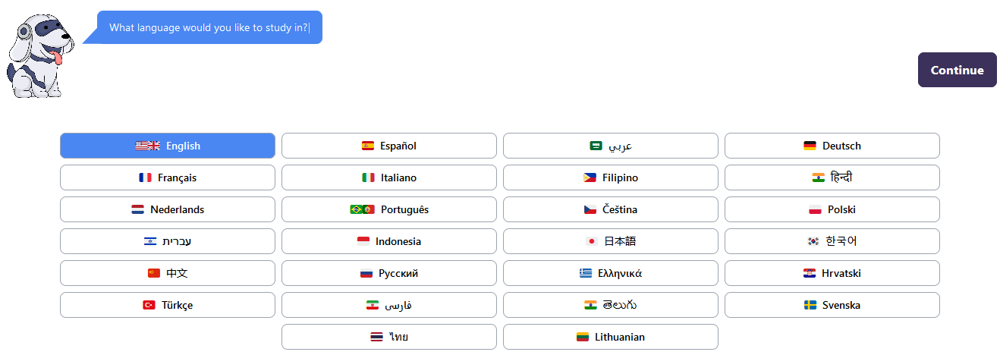 What language would you like to study in?
Continue
English
Español
عربي
Deutsch
Français
Italiano
Filipino
हिन्दी
Nederlands
Português
Čeština
Polski
עברית
Indonesia
日本語
한국어
中文
Русский
Ελληνικά
Hrvatski
Türkçe
فارسی
తెలుగు
Svenska
ไทย
Lithuanian